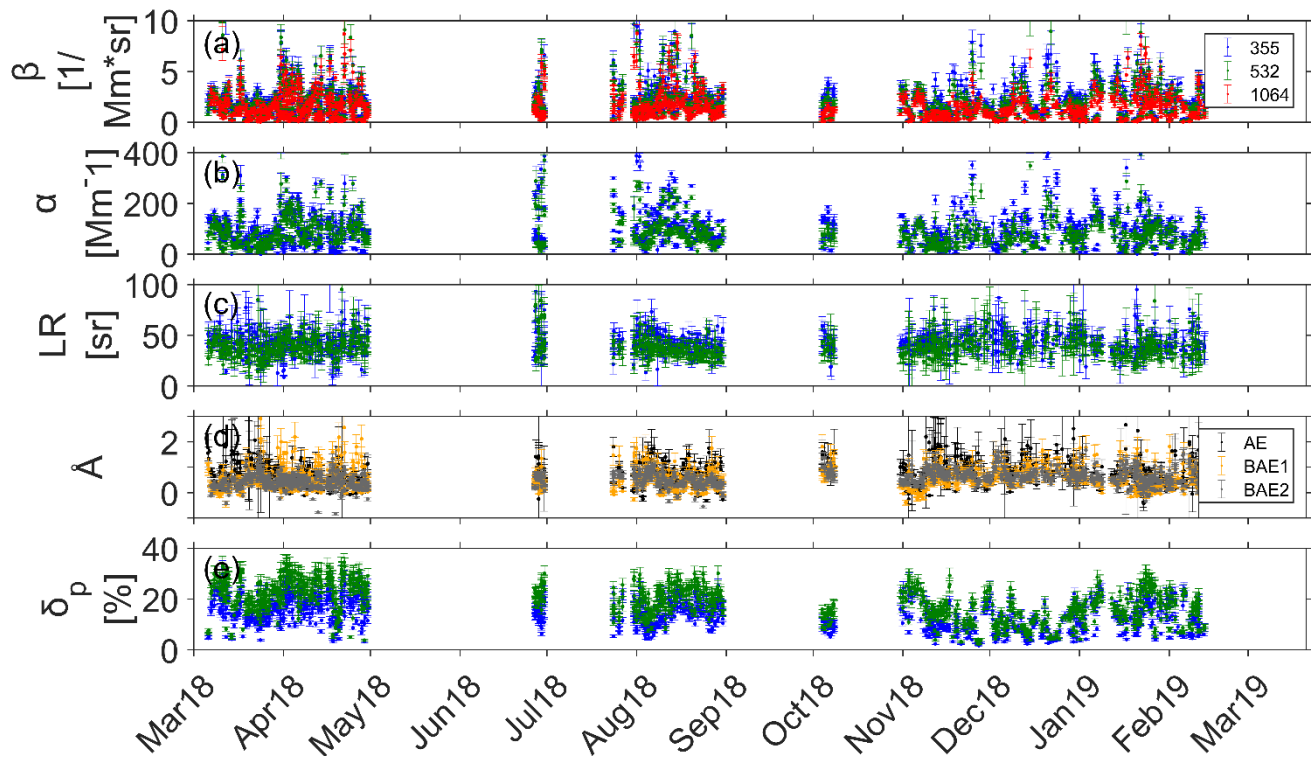 10
5
0
β
[1/
Mm*sr]
(a)
355
532
1064
400
200
0
α
[Mm⁻1]
(b)
100
50
0
LR
[sr]
(c)
2
0
Å
(d)
AE
BAE1
BAE2
40
20
0
δp
[%]
(e)
Mar18 Apr18 May18 Jun18 Jul18 Aug18 Sep18 Oct18 Nov18 Dec18 Jan19 Feb19 Mar19